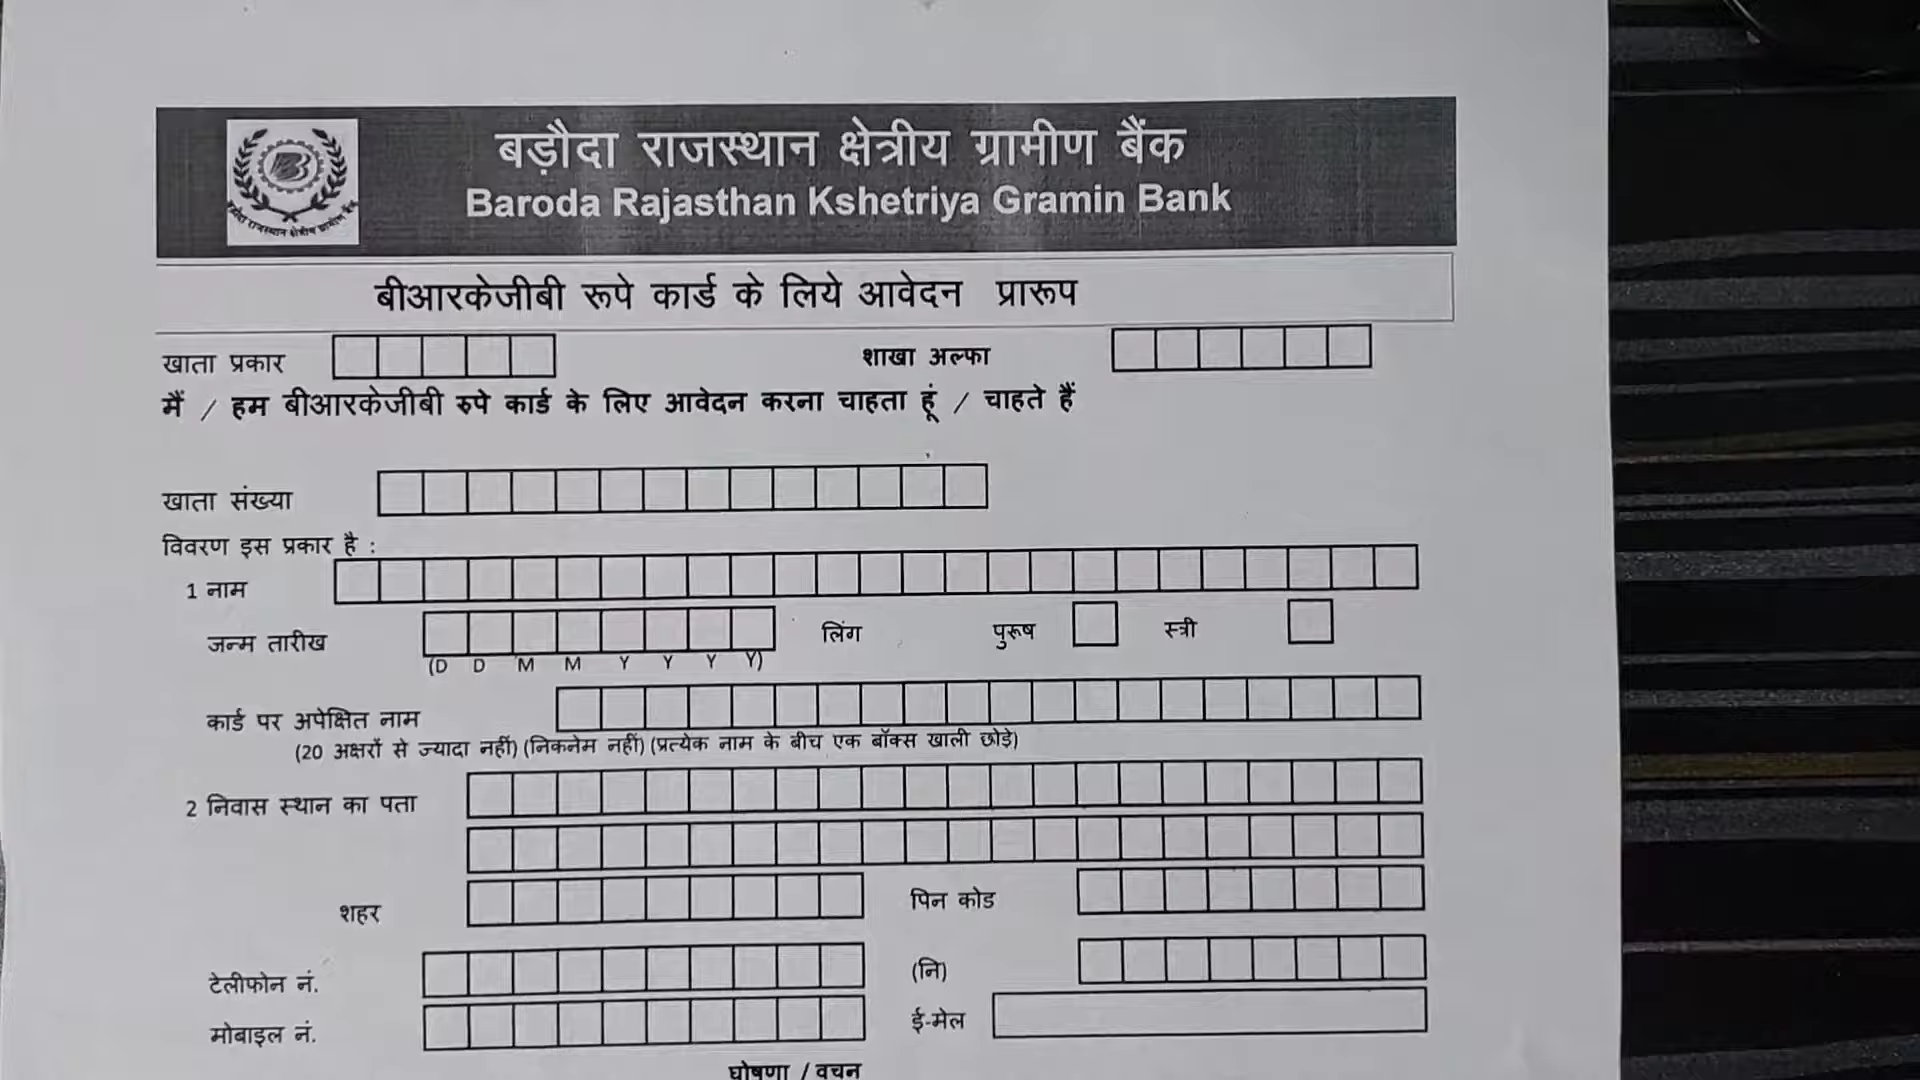 बड़ौदा राजस्थान क्षेत्रीय ग्रामीण बैंक
Baroda Rajasthan Kshetriya Gramin Bank
बड़ौदा राजस्थान क्षेत्रीय ग्रामीण बैंक
बीआरकेजीबी रूपे कार्ड के लिये आवेदन प्रारूप
खाता प्रकार शाखा अल्फा
मैं / हम बीआरकेजीबी रुपे कार्ड के लिए आवेदन करना चाहता हूं / चाहते हैं
खाता संख्या
विवरण इस प्रकार है :
1 नाम
जन्म तारीख लिंग पुरूष स्त्री
(D D M M Y Y Y Y)
कार्ड पर अपेक्षित नाम
(20 अक्षरों से ज्यादा नहीं) (निकनेम नहीं) (प्रत्येक नाम के बीच एक बॉक्स खाली छोड़े)
2 निवास स्थान का पता
शहर पिन कोड
टेलीफोन नं. (नि)
मोबाइल नं. ई-मेल
घोषणा / वचन